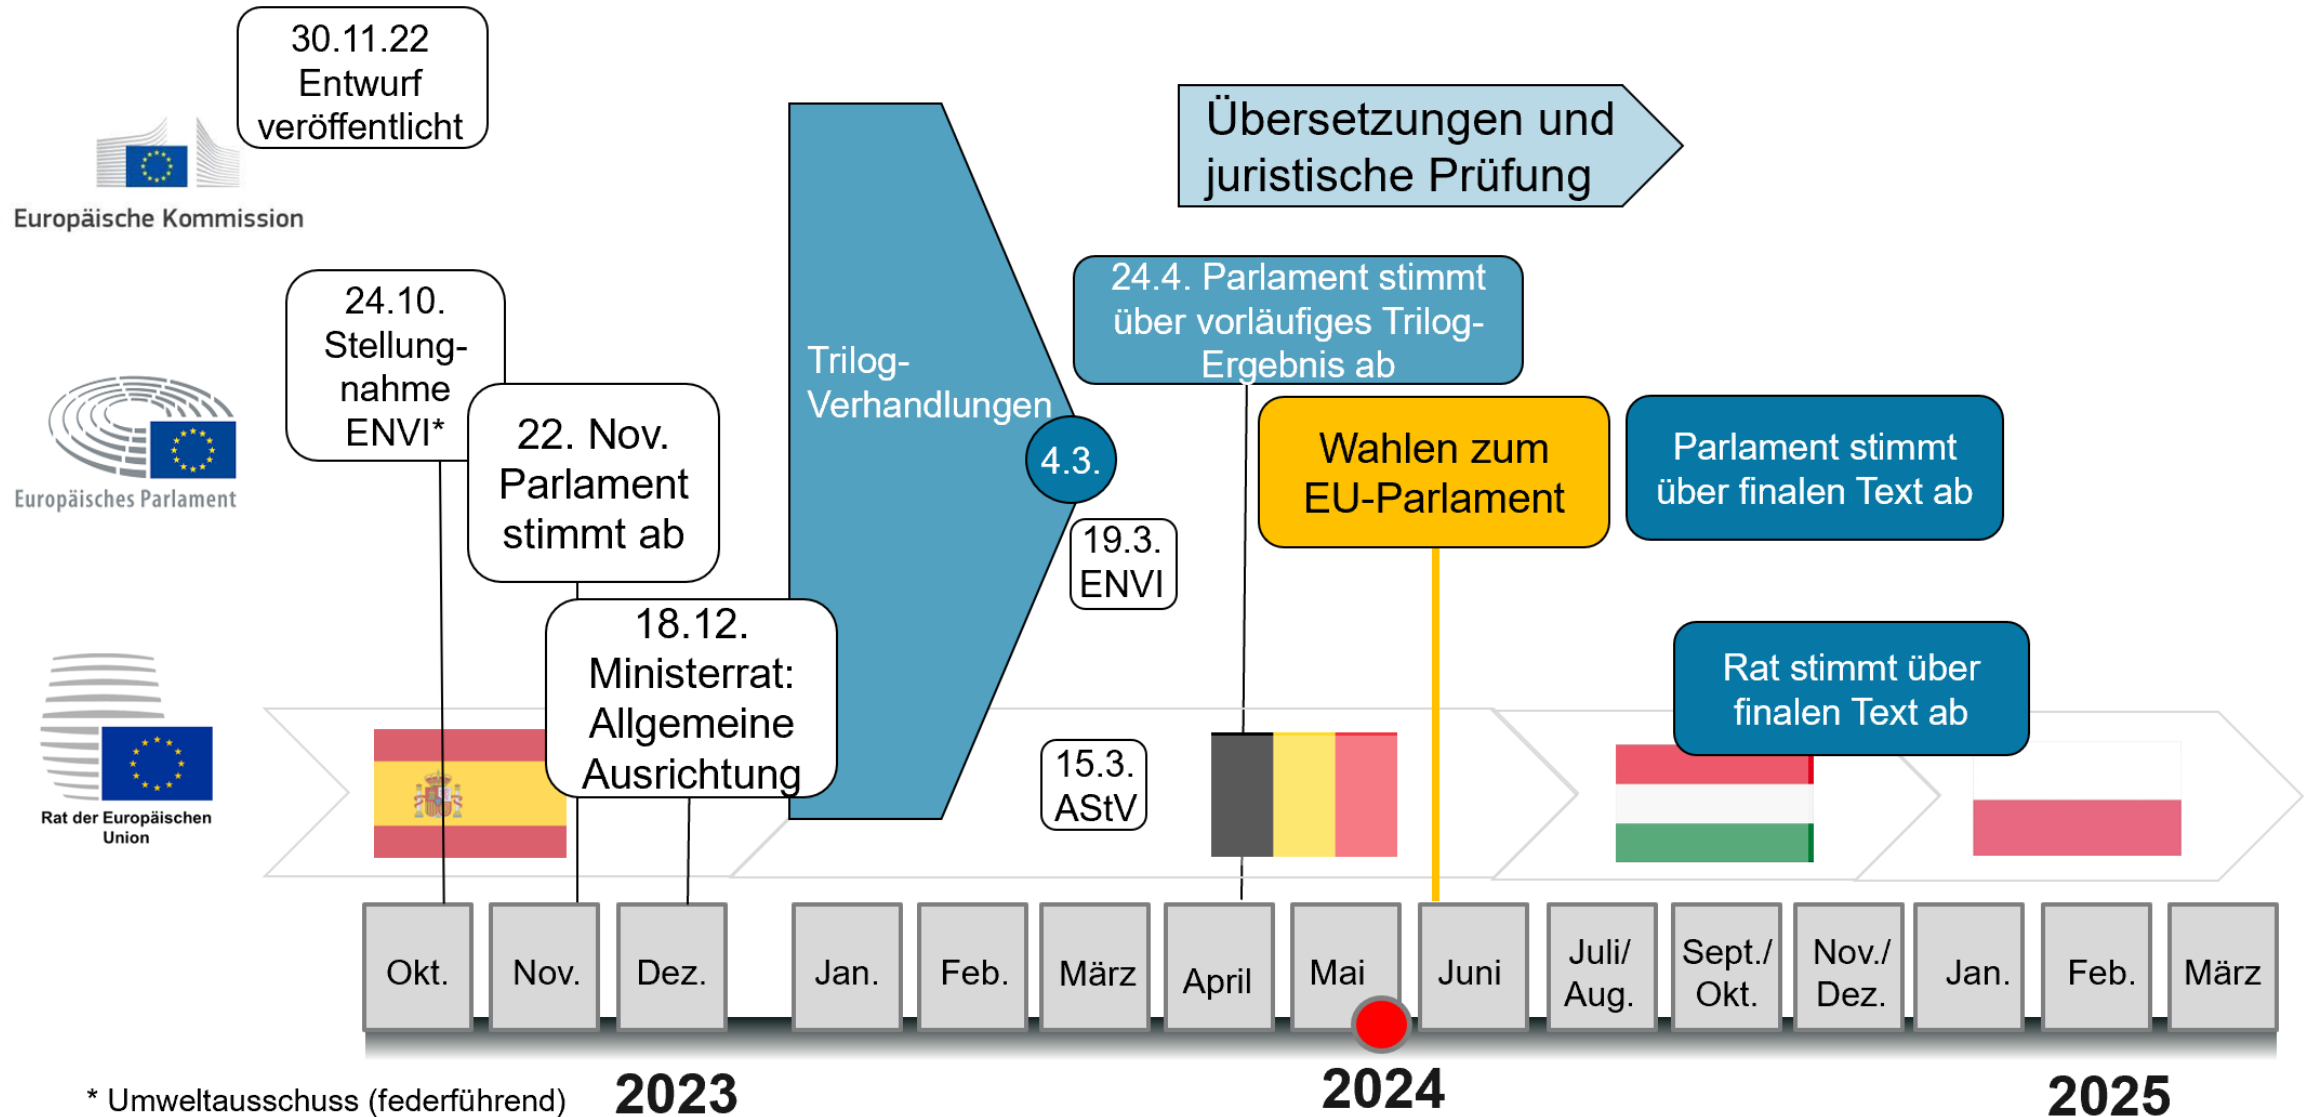 30.11.22
Entwurf
veröffentlicht
Europäische Kommission
Übersetzungen und
juristische Prüfung
24.10.
Stellung-
nahme
ENVI*
Europäisches Parlament
22. Nov.
Parlament
stimmt ab
Trilog-
Verhandlungen
4.3.
24.4. Parlament stimmt
über vorläufiges Trilog-
Ergebnis ab
19.3.
ENVI
Wahlen zum
EU-Parlament
Parlament stimmt
über finalen Text ab
Rat der Europäischen
Union
18.12.
Ministerrat:
Allgemeine
Ausrichtung
15.3.
AStV
Rat stimmt über
finalen Text ab
Okt.
Nov.
Dez.
Jan.
Feb.
März
April
Mai
Juni
Juli/
Aug.
Sept./
Okt.
Nov./
Dez.
Jan.
Feb.
März
* Umweltausschuss (federführend)
2023
2024
2025